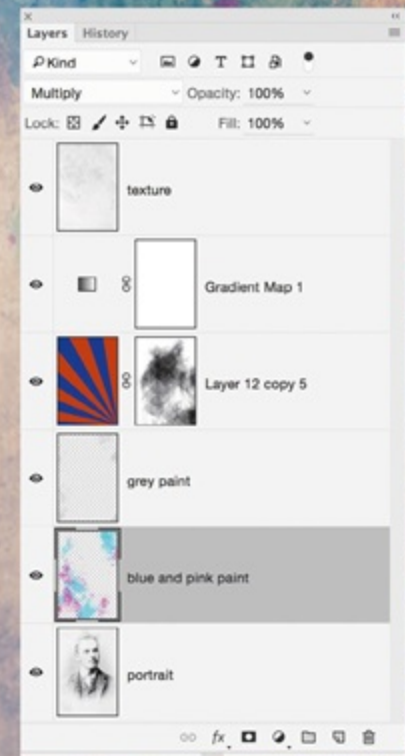 Layers History
Kind
Multiply Opacity: 100%
Lock: Fill: 100%
texture
Gradient Map 1
Layer 12 copy 5
grey paint
blue and pink paint
portrait
fx